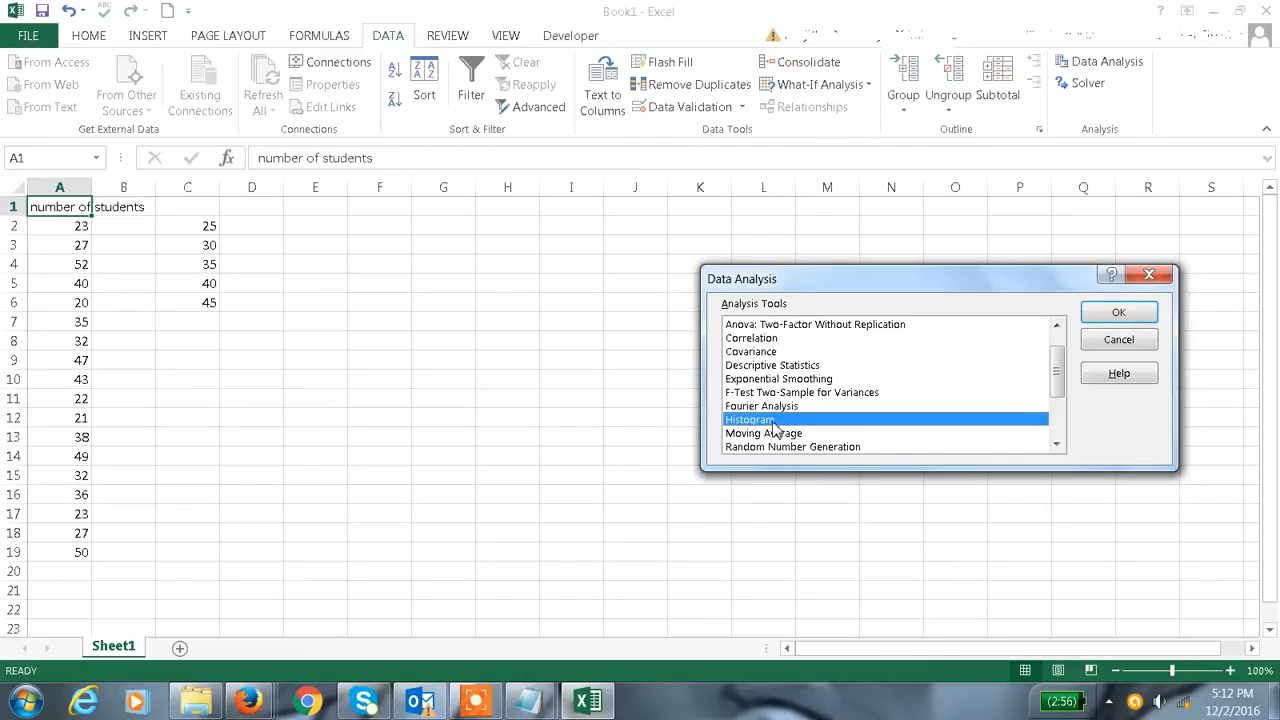 Book1 - Excel
FILE HOME INSERT PAGE LAYOUT FORMULAS DATA REVIEW VIEW Developer
From Access
From Web
From Text
From Other Sources
Existing Connections
Get External Data
Refresh All
Connections
Properties
Edit Links
Connections
Sort
Filter
Clear
Reapply
Advanced
Sort & Filter
Text to Columns
Flash Fill
Remove Duplicates
Data Validation
Consolidate
What-If Analysis
Relationships
Data Tools
Group
Ungroup
Subtotal
Outline
Data Analysis
Solver
Analysis
A1 fx number of students
A B C D E F G H I J K L M N O P Q R S
1 number of students
2 23 25
3 27 30
4 52 35
5 40 40
6 20 45
7 35
8 32
9 47
10 43
11 22
12 21
13 38
14 49
15 32
16 36
17 23
18 27
19 50
20
21
22
23
Data Analysis
Analysis Tools
Anova: Two-Factor Without Replication
Correlation
Covariance
Descriptive Statistics
Exponential Smoothing
F-Test Two-Sample for Variances
Fourier Analysis
Histogram
Moving Average
Random Number Generation
OK
Cancel
Help
Sheet1
READY 100%
(2:56)
5:12 PM
12/2/2016